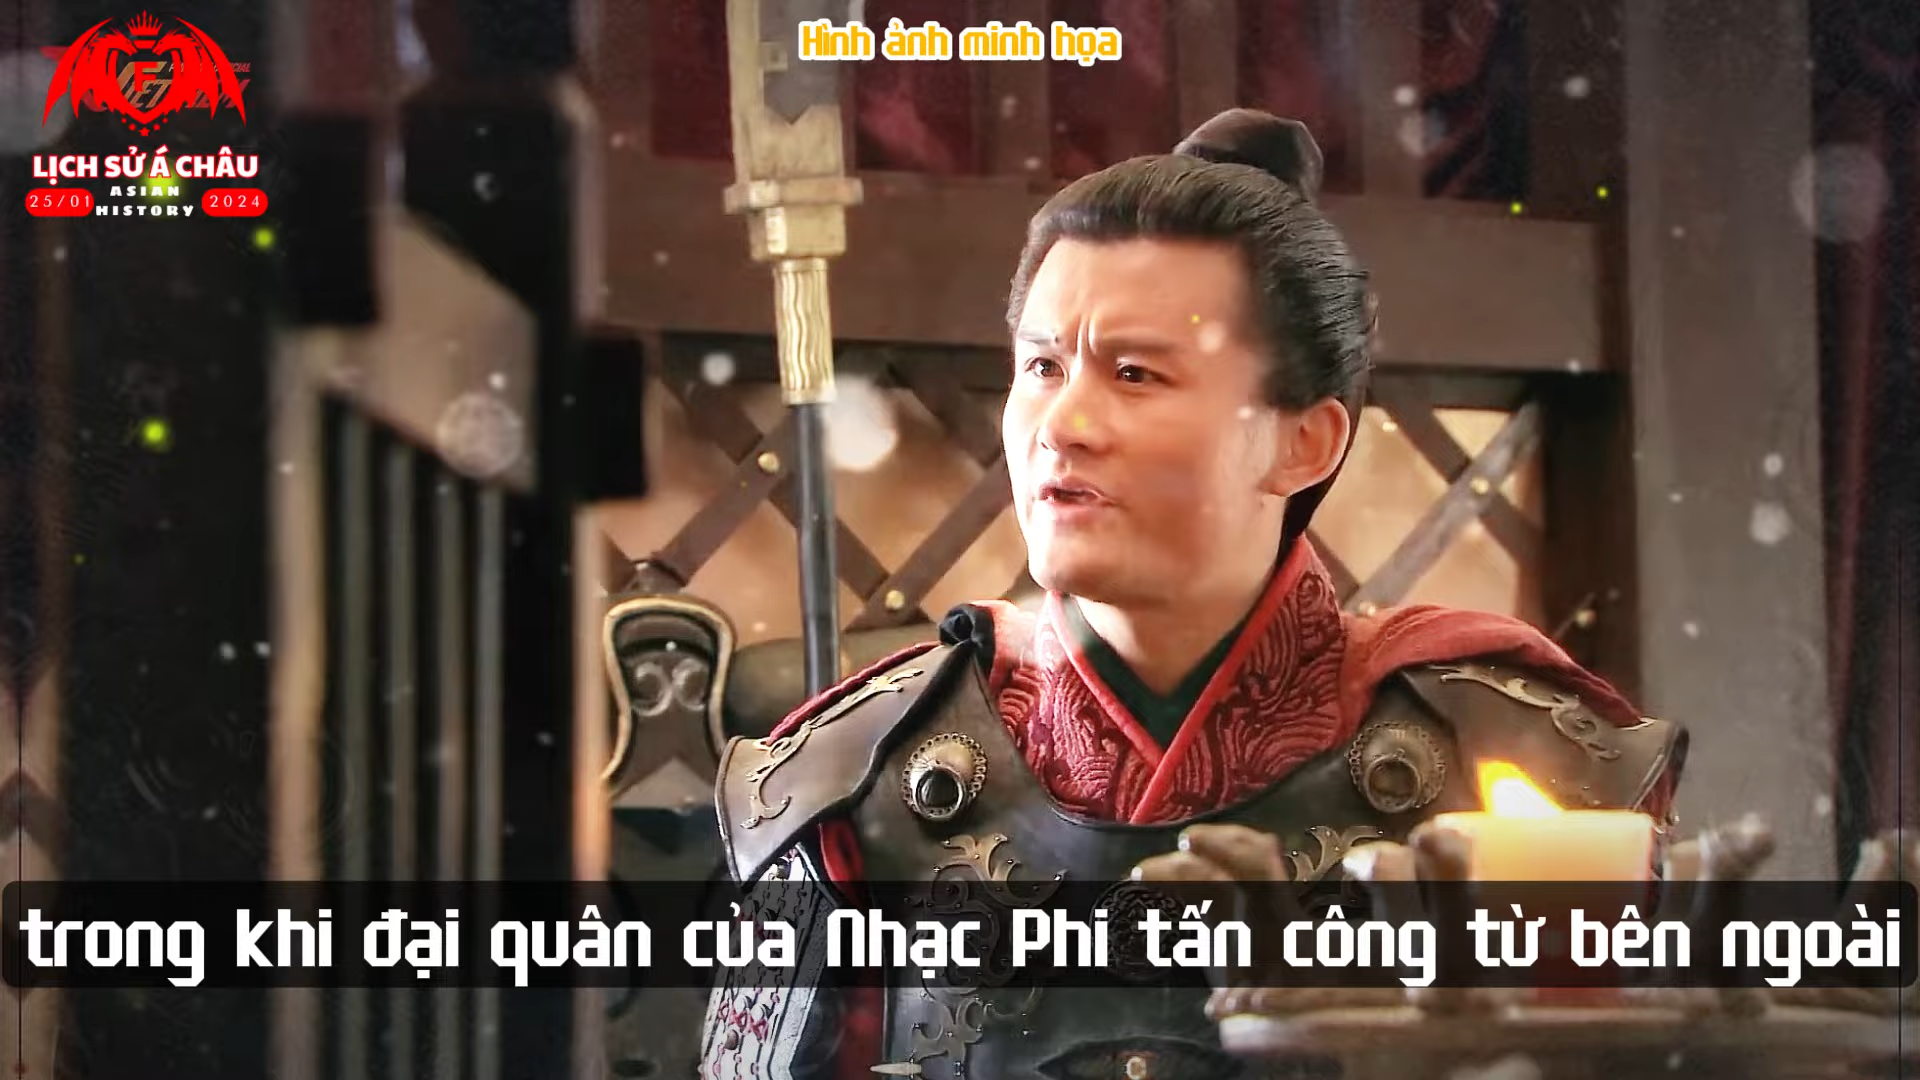 Hình ảnh minh họa
LỊCH SỬ Á CHÂU
25/01 ASIAN HISTORY 2024
trong khi đại quân của Nhạc Phi tấn công từ bên ngoài